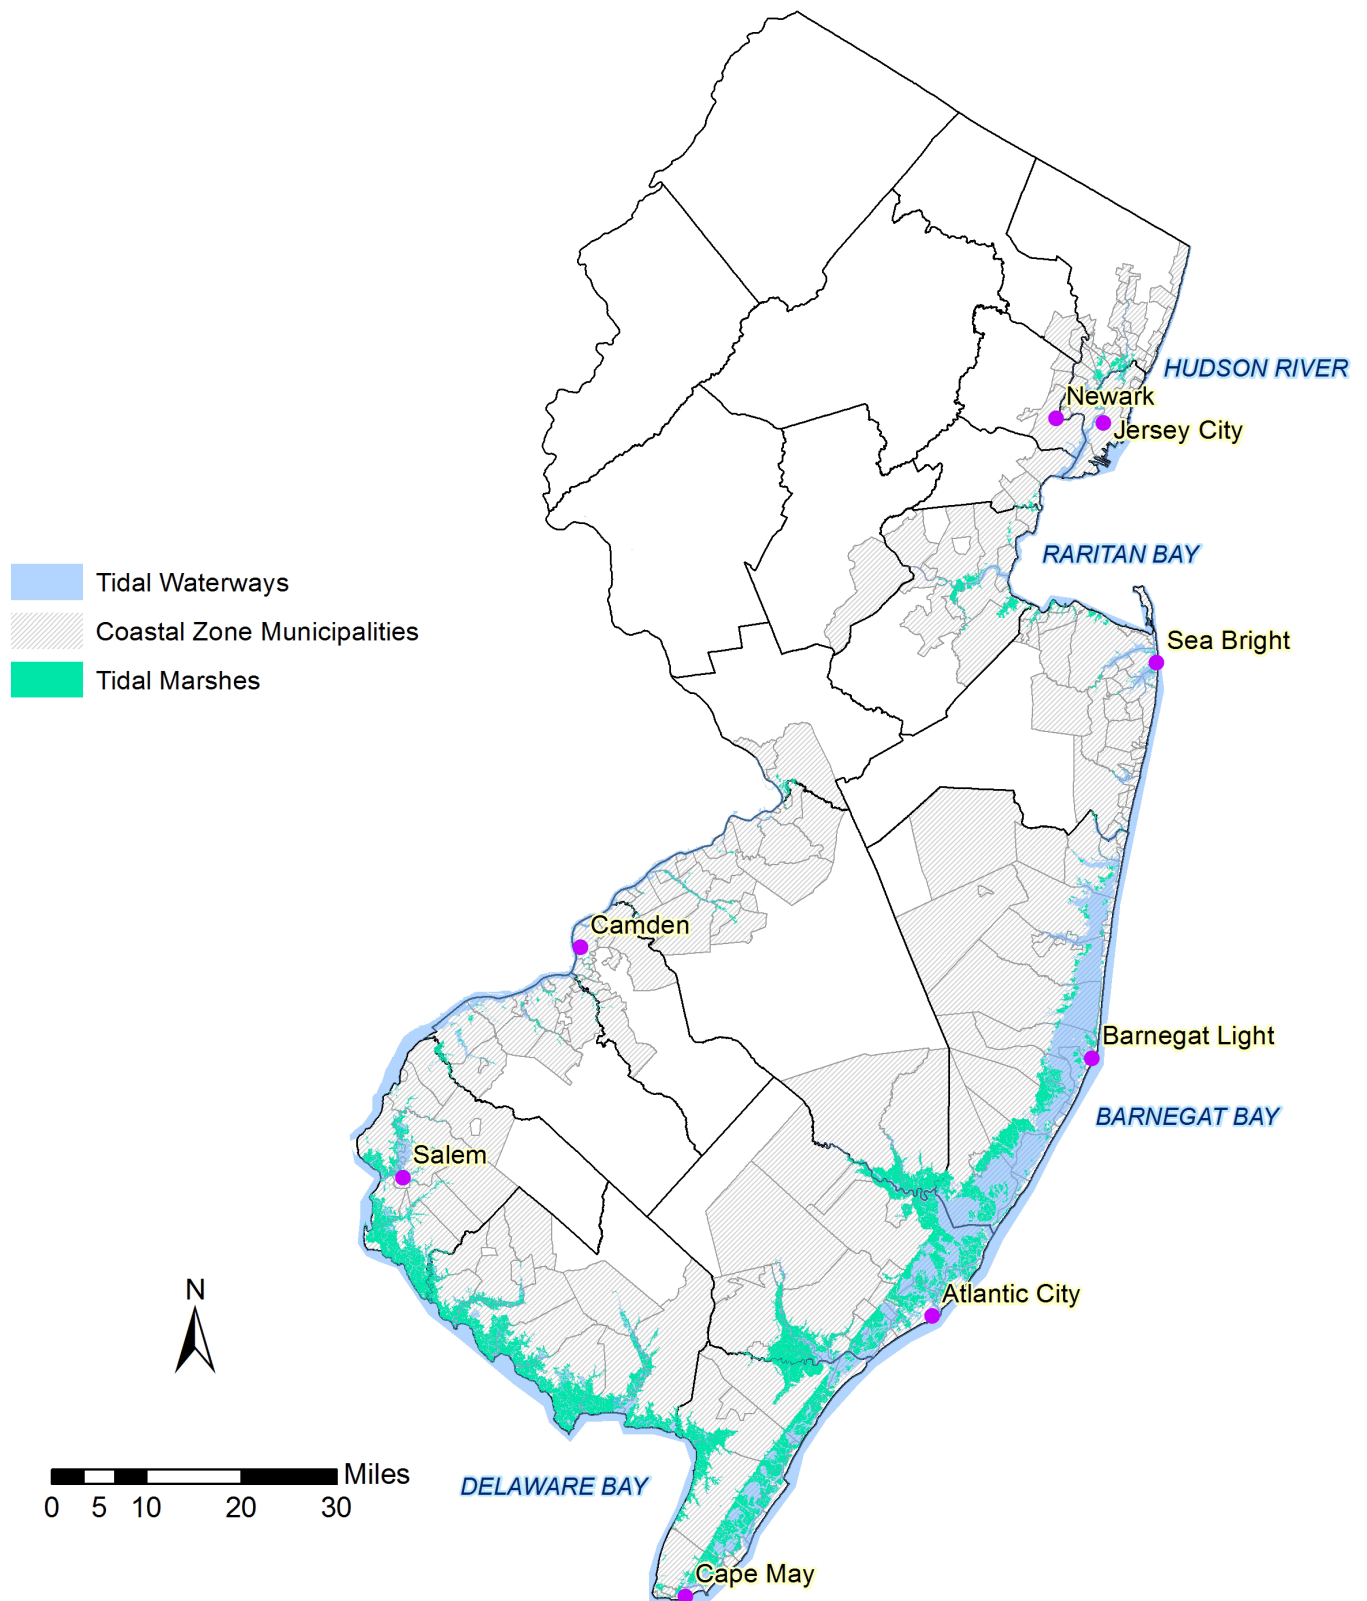 HUDSON RIVER
Newark
Jersey City
RARITAN BAY
Tidal Waterways
Coastal Zone Municipalities
Tidal Marshes
Sea Bright
Camden
Barnegat Light
BARNEGAT BAY
Salem
N
Atlantic City
Miles
0 5 10 20 30
DELAWARE BAY
Cape May